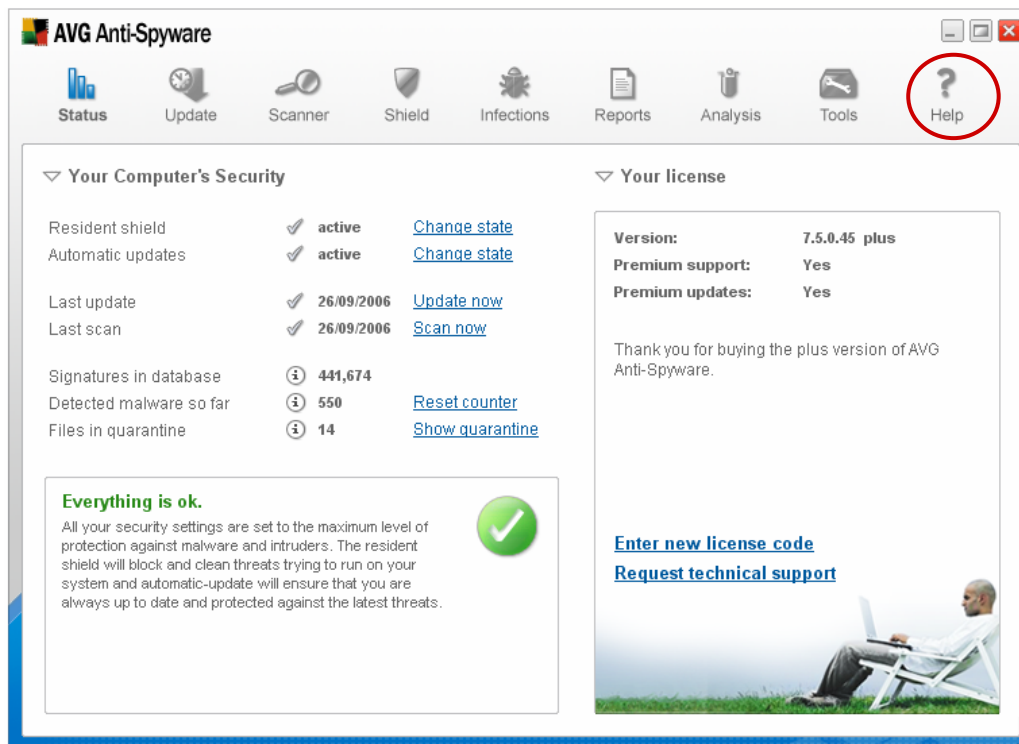 AVG Anti-Spyware
Status Update Scanner Shield Infections Reports Analysis Tools Help
Your Computer's Security
Resident shield active Change state
Automatic updates active Change state
Last update 26/09/2006 Update now
Last scan 26/09/2006 Scan now
Signatures in database 441,674
Detected malware so far 550 Reset counter
Files in quarantine 14 Show quarantine
Everything is ok.
All your security settings are set to the maximum level of
protection against malware and intruders. The resident
shield will block and clean threats trying to run on your
system and automatic-update will ensure that you are
always up to date and protected against the latest threats.
Your license
Version: 7.5.0.45 plus
Premium support: Yes
Premium updates: Yes
Thank you for buying the plus version of AVG
Anti-Spyware.
Enter new license code
Request technical support